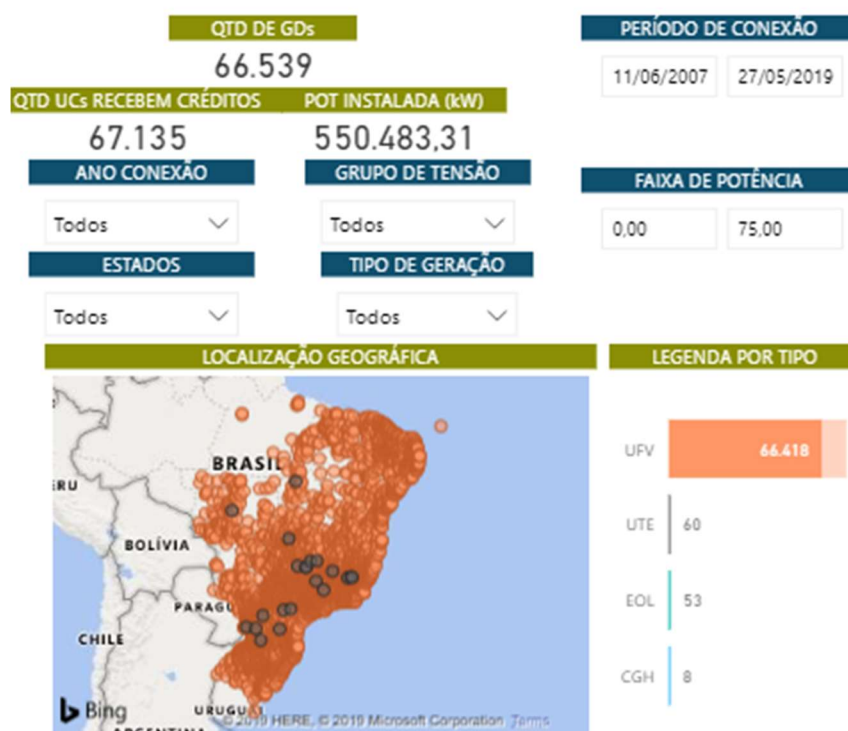 QTD DE GDs
66.539
PERÍODO DE CONEXÃO
11/06/2007 27/05/2019
QTD UCs RECEBEM CRÉDITOS
POT INSTALADA (kW)
67.135
550.483,31
ANO CONEXÃO
GRUPO DE TENSÃO
FAIXA DE POTÊNCIA
Todos
Todos
0,00 75,00
ESTADOS
TIPO DE GERAÇÃO
Todos
Todos
LOCALIZAÇÃO GEOGRÁFICA
BRASIL
ERU
BOLÍVIA
PARAGU
CHILE
URUGUAI
Bing
© 2019 HERE, © 2019 Microsoft Corporation Terms
ARGENTINA
LEGENDA POR TIPO
UFV 66.418
UTE 60
EOL 53
CGH 8